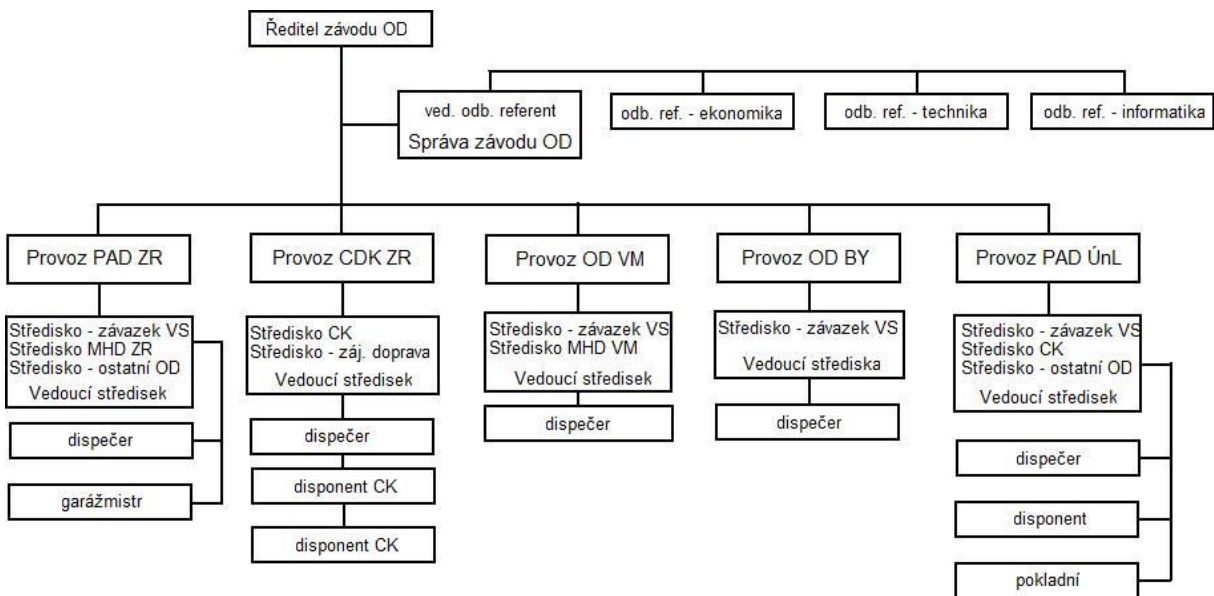 Ředitel závodu OD
ved. odb. referent
Správa závodu OD
odb. ref. - ekonomika
odb. ref. - technika
odb. ref. - informatika
Provoz PAD ZR
Provoz CDK ZR
Provoz OD VM
Provoz OD BY
Provoz PAD ÚnL
Středisko - závazek VS
Středisko MHD ZR
Středisko - ostatní OD
Vedoucí středisek
Středisko CK
Středisko - záj. doprava
Vedoucí středisek
Středisko - závazek VS
Středisko MHD VM
Vedoucí středisek
Středisko - závazek VS
Vedoucí střediska
Středisko - závazek VS
Středisko CK
Středisko - ostatní OD
Vedoucí středisek
dispečer
garážmistr
dispečer
disponent CK
disponent CK
dispečer
dispečer
dispečer
disponent
pokladní